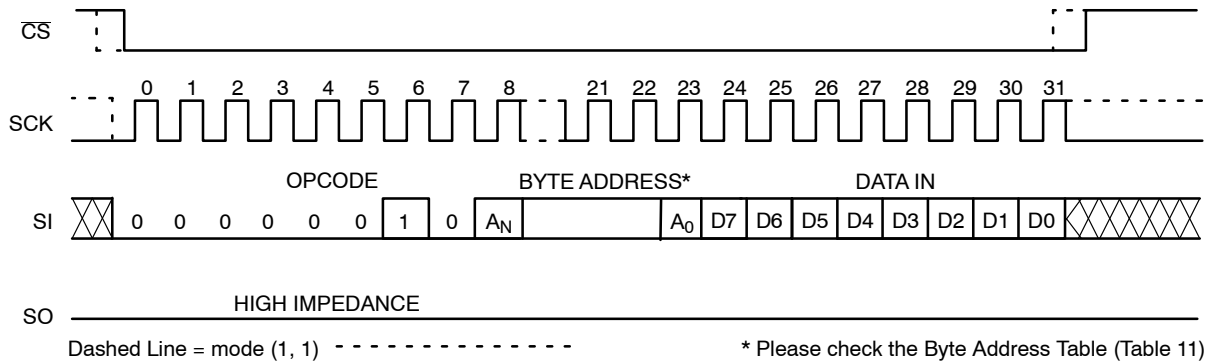 CS
0 1 2 3 4 5 6 7 8 21 22 23 24 25 26 27 28 29 30 31
SCK
OPCODE BYTE ADDRESS* DATA IN
SI 0 0 0 0 0 0 1 0 AN A0 D7 D6 D5 D4 D3 D2 D1 D0
HIGH IMPEDANCE
SO
Dashed Line = mode (1, 1) - - - - - - - - - - - - - - - * Please check the Byte Address Table (Table 11)